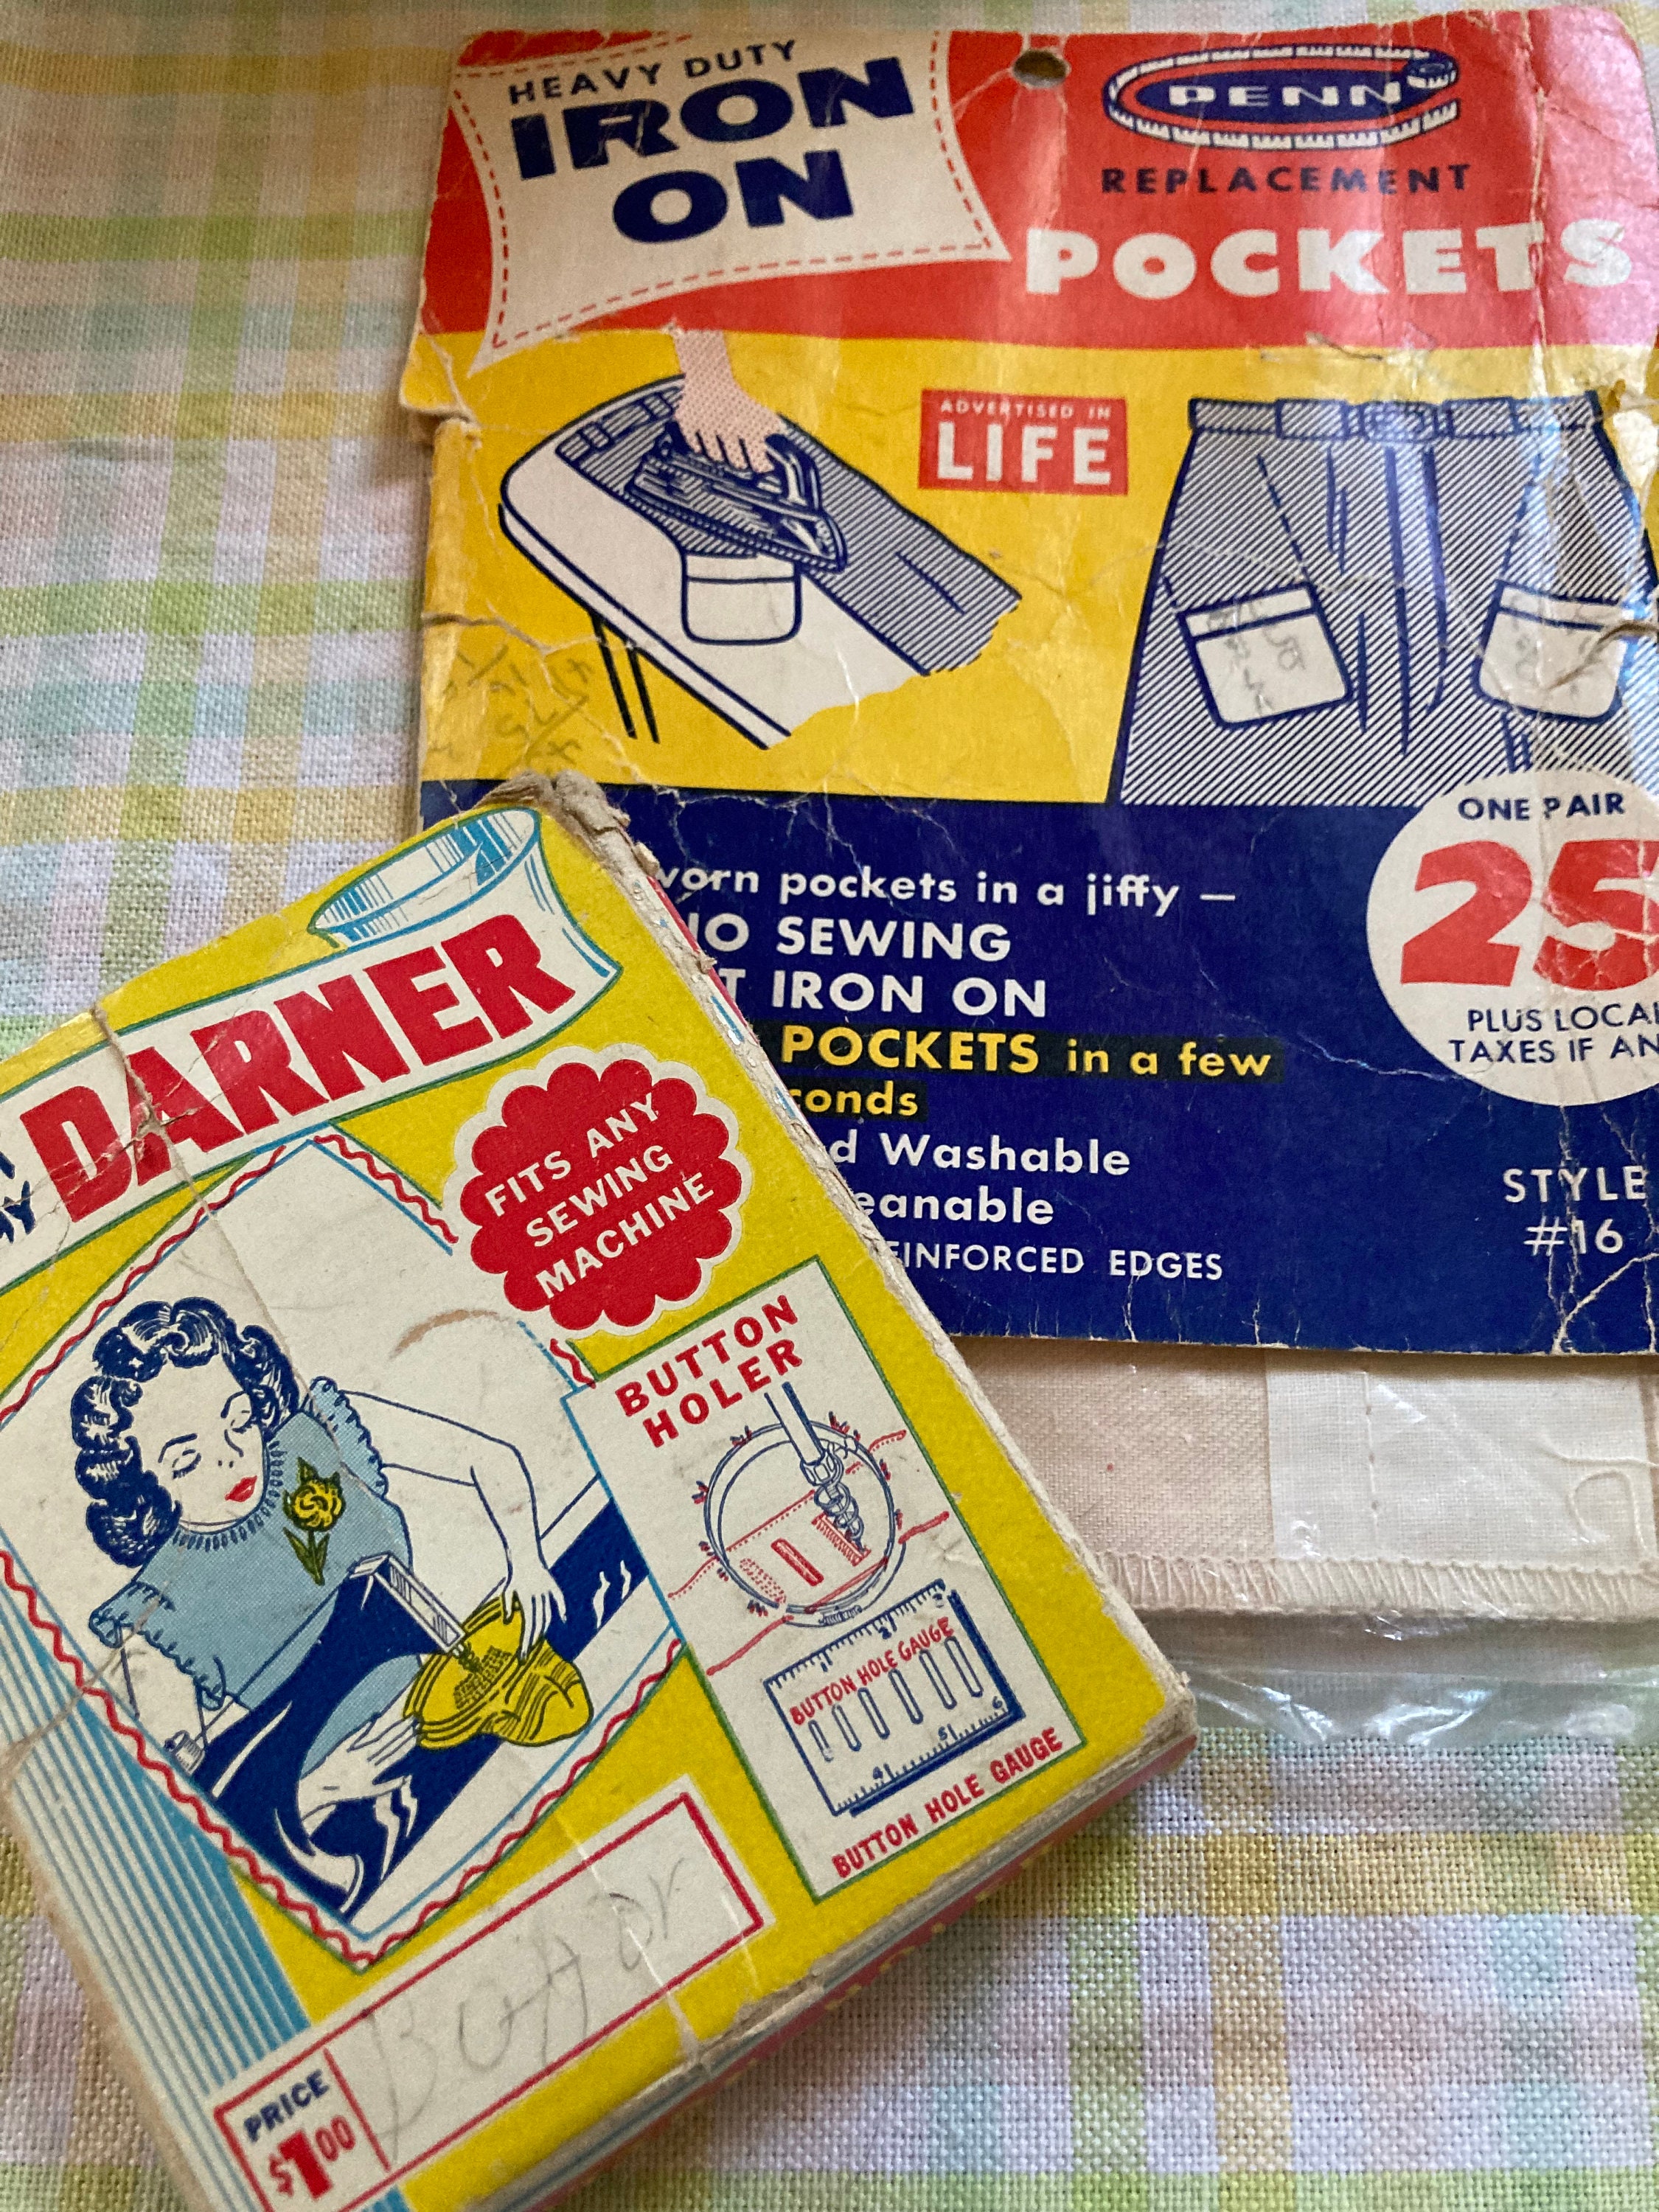 HEAVY DUTY
IRON
ON
PENN
REPLACEMENT
POCKETS
ADVERTISED IN
LIFE
ONE PAIR
25
PLUS LOCAL
TAXES IF AN
worn pockets in a jiffy —
NO SEWING
T IRON ON
POCKETS in a few
conds
d Washable
eanable
EINFORCED EDGES
STYLE
#16
DARNER
FITS ANY
SEWING
MACHINE
BUTTON
HOLER
BUTTON HOLE GAUGE
BUTTON HOLE GAUGE
PRICE
$1.00